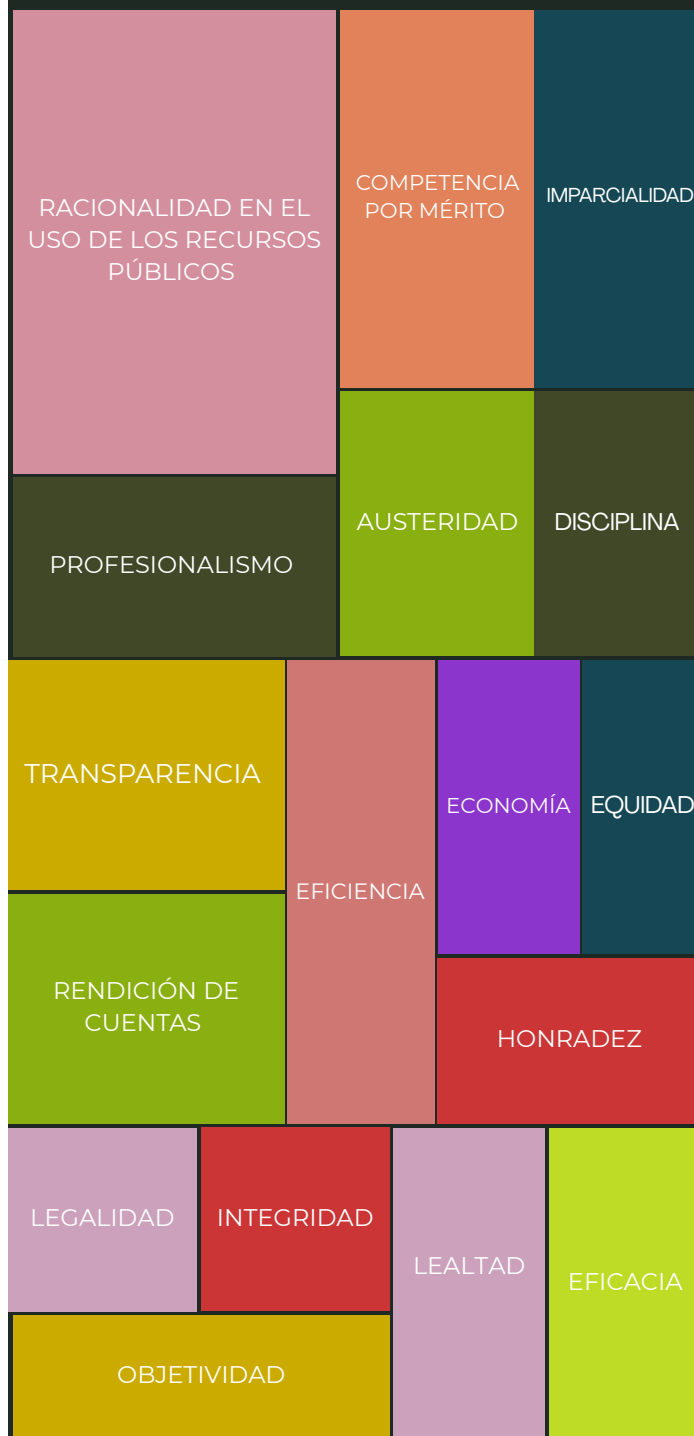 RACIONALIDAD EN EL
USO DE LOS RECURSOS
PÚBLICOS
COMPETENCIA
POR MÉRITO
IMPARCIALIDAD
PROFESIONALISMO
AUSTERIDAD
DISCIPLINA
TRANSPARENCIA
EFICIENCIA
ECONOMÍA
EQUIDAD
RENDICIÓN DE
CUENTAS
HONRADEZ
LEGALIDAD
INTEGRIDAD
LEALTAD
EFICACIA
OBJETIVIDAD